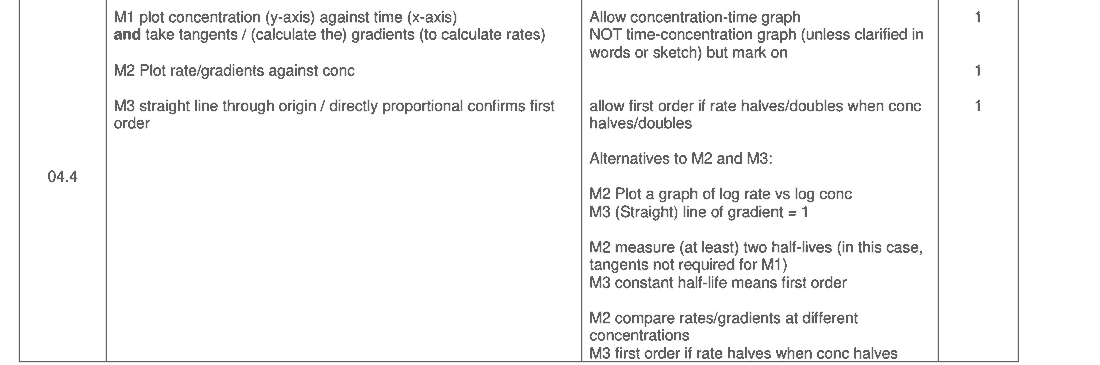 04.4
M1 plot concentration (y-axis) against time (x-axis)
and take tangents / (calculate the) gradients (to calculate rates)
M2 Plot rate/gradients against conc
M3 straight line through origin / directly proportional confirms first
order
Allow concentration-time graph
NOT time-concentration graph (unless clarified in
words or sketch) but mark on
allow first order if rate halves/doubles when conc
halves/doubles
Alternatives to M2 and M3:
M2 Plot a graph of log rate vs log conc
M3 (Straight) line of gradient = 1
M2 measure (at least) two half-lives (in this case,
tangents not required for M1)
M3 constant half-life means first order
M2 compare rates/gradients at different
concentrations
M3 first order if rate halves when conc halves
1
1
1